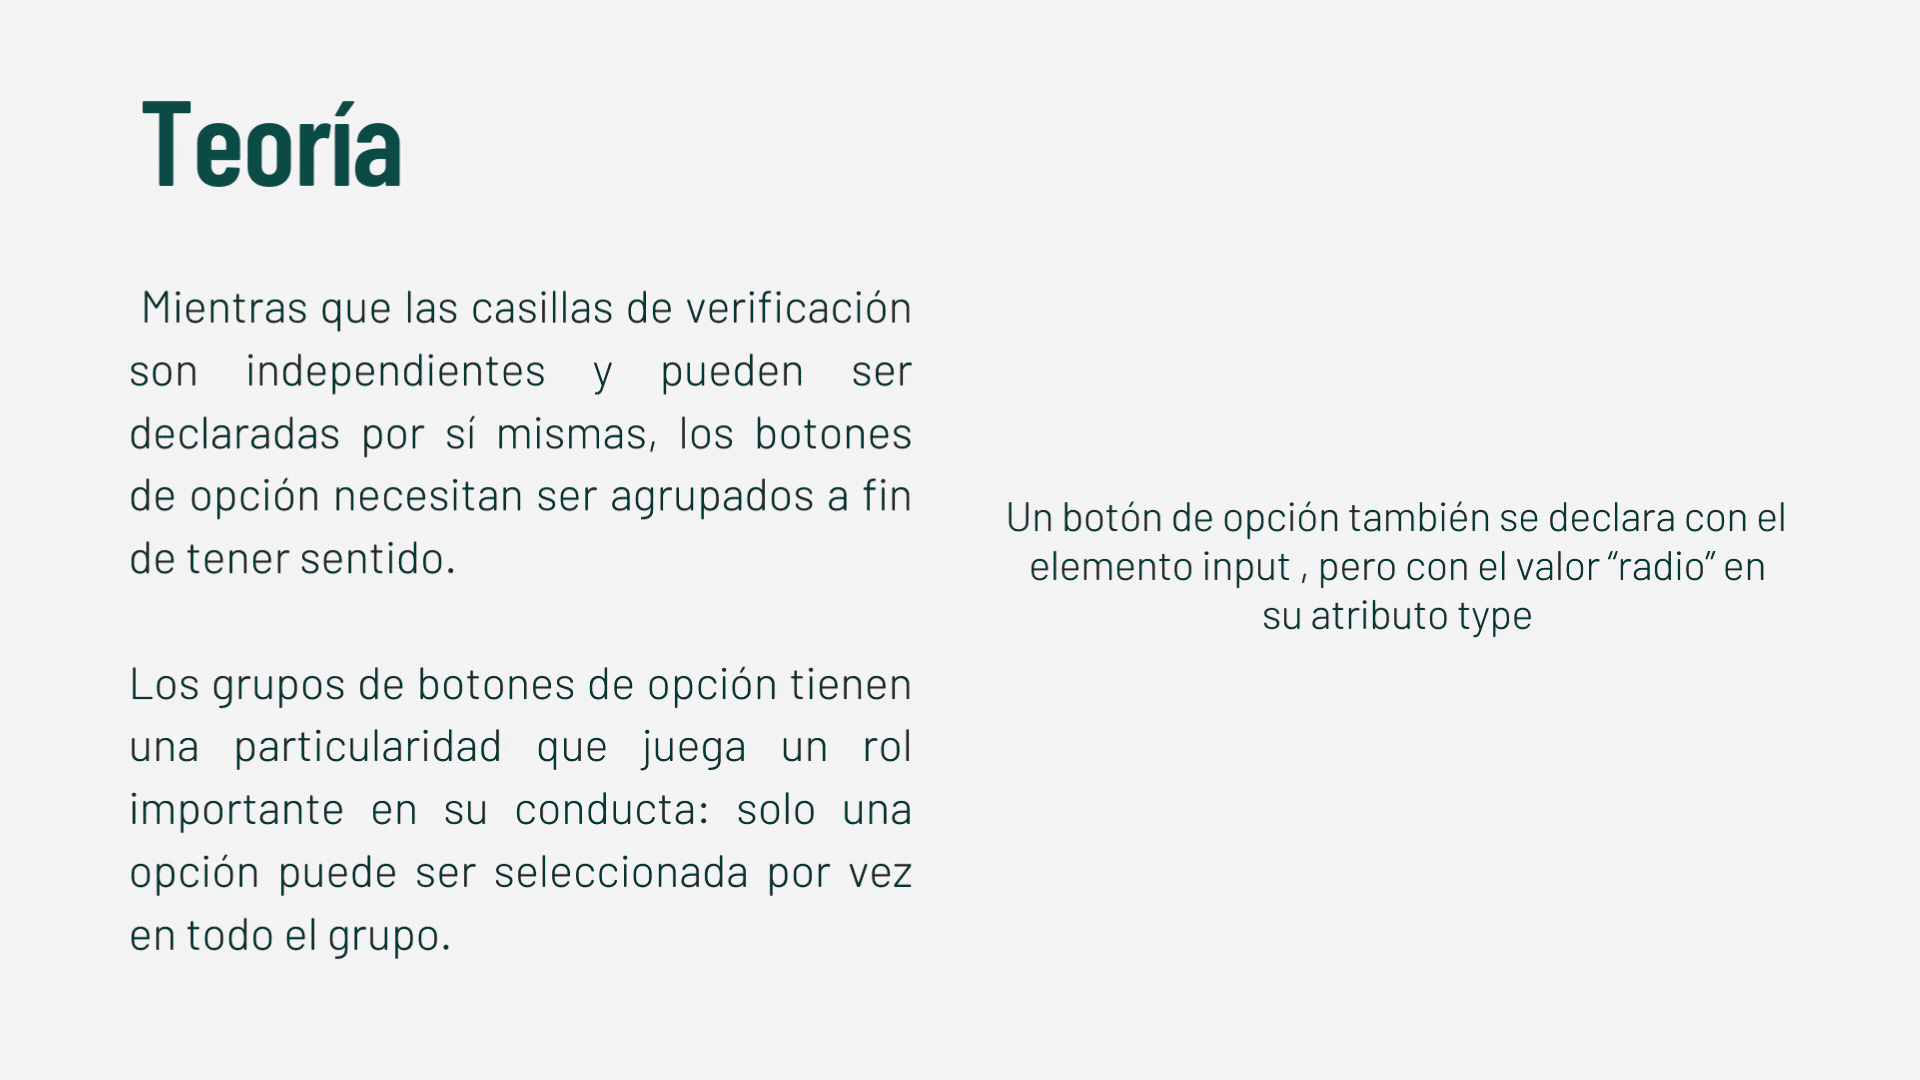 Teoría
Mientras que las casillas de verificación
son independientes y pueden ser
declaradas por sí mismas, los botones
de opción necesitan ser agrupados a fin
de tener sentido.
Los grupos de botones de opción tienen
una particularidad que juega un rol
importante en su conducta: solo una
opción puede ser seleccionada por vez
en todo el grupo.
Un botón de opción también se declara con el
elemento input , pero con el valor “radio” en
su atributo type